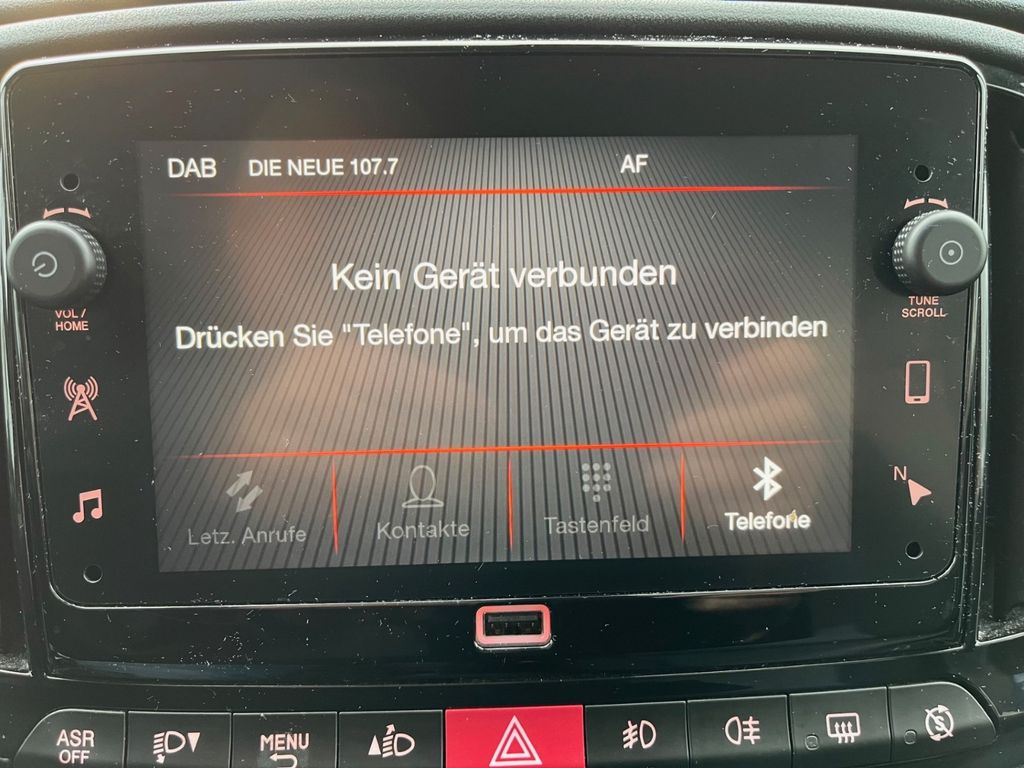 DAB DIE NEUE 107.7 AF
Kein Gerät verbunden
Drücken Sie "Telefone", um das Gerät zu verbinden
VOL /
HOME
TUNE
SCROLL
N
Letz. Anrufe
Kontakte
Tastenfeld
Telefone
ASR
OFF
MENU